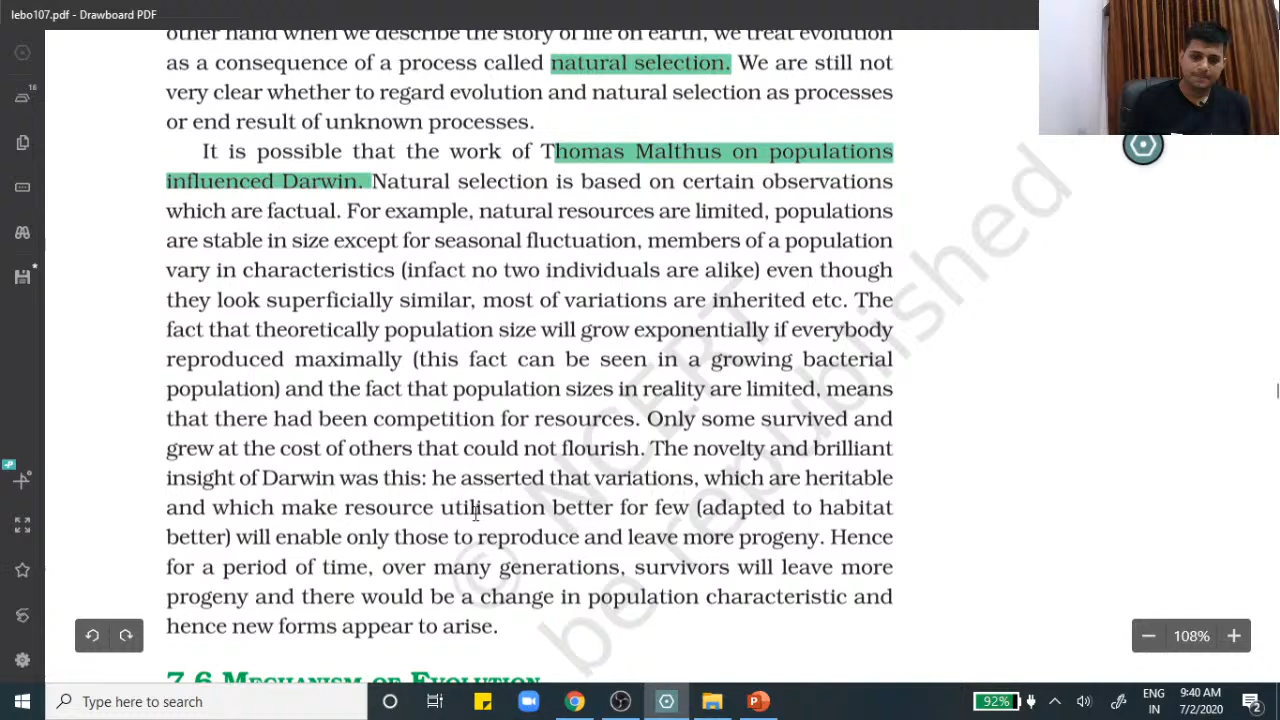 lebo107.pdf - Drawboard PDF
other hand when we describe the story of life on earth, we treat evolution
as a consequence of a process called natural selection. We are still not
very clear whether to regard evolution and natural selection as processes
or end result of unknown processes.
It is possible that the work of Thomas Malthus on populations
influenced Darwin. Natural selection is based on certain observations
which are factual. For example, natural resources are limited, populations
are stable in size except for seasonal fluctuation, members of a population
vary in characteristics (infact no two individuals are alike) even though
they look superficially similar, most of variations are inherited etc. The
fact that theoretically population size will grow exponentially if everybody
reproduced maximally (this fact can be seen in a growing bacterial
population) and the fact that population sizes in reality are limited, means
that there had been competition for resources. Only some survived and
grew at the cost of others that could not flourish. The novelty and brilliant
insight of Darwin was this: he asserted that variations, which are heritable
and which make resource utilisation better for few (adapted to habitat
better) will enable only those to reproduce and leave more progeny. Hence
for a period of time, over many generations, survivors will leave more
progeny and there would be a change in population characteristic and
hence new forms appear to arise.
7.6 Mechanism of Evolution
© NCERT
be republished
18
108%
Type here to search
92%
ENG
IN
9:40 AM
7/2/2020
2